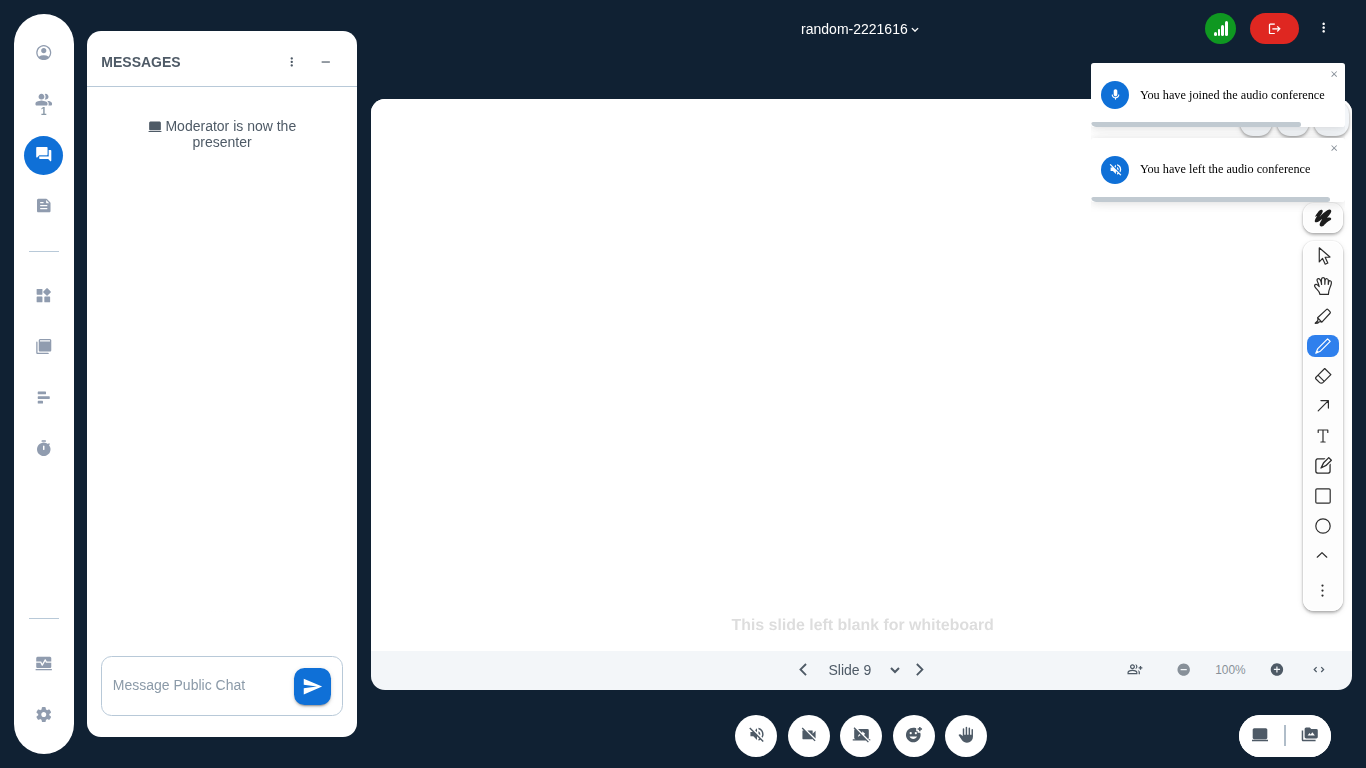 random-2221616
MESSAGES
1
Moderator is now the
presenter
You have joined the audio conference
You have left the audio conference
This slide left blank for whiteboard
Message Public Chat
Slide 9
100%